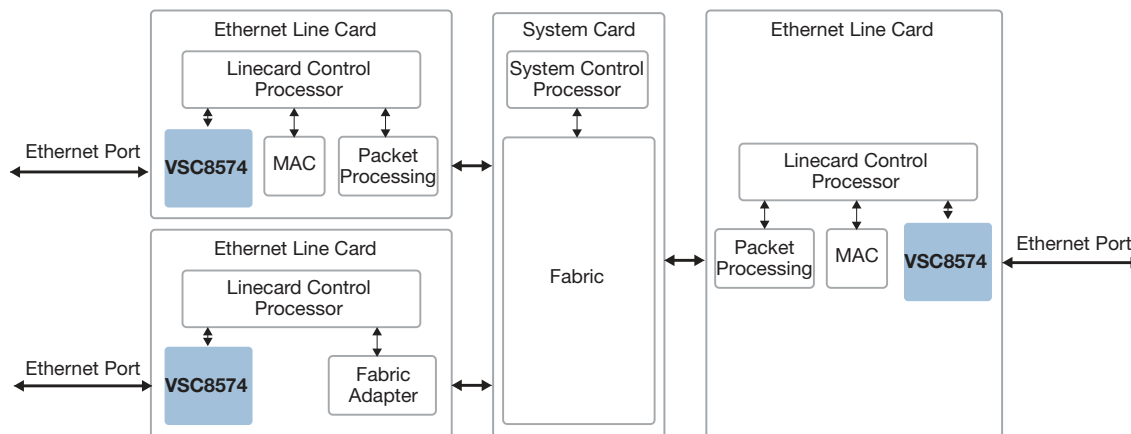 Ethernet Line Card
Linecard Control
Processor
VSC8574
MAC
Packet
Processing
Ethernet Port
Ethernet Line Card
Linecard Control
Processor
VSC8574
Fabric
Adapter
Ethernet Port
System Card
System Control
Processor
Fabric
Ethernet Line Card
Linecard Control
Processor
Packet
Processing
MAC
VSC8574
Ethernet Port